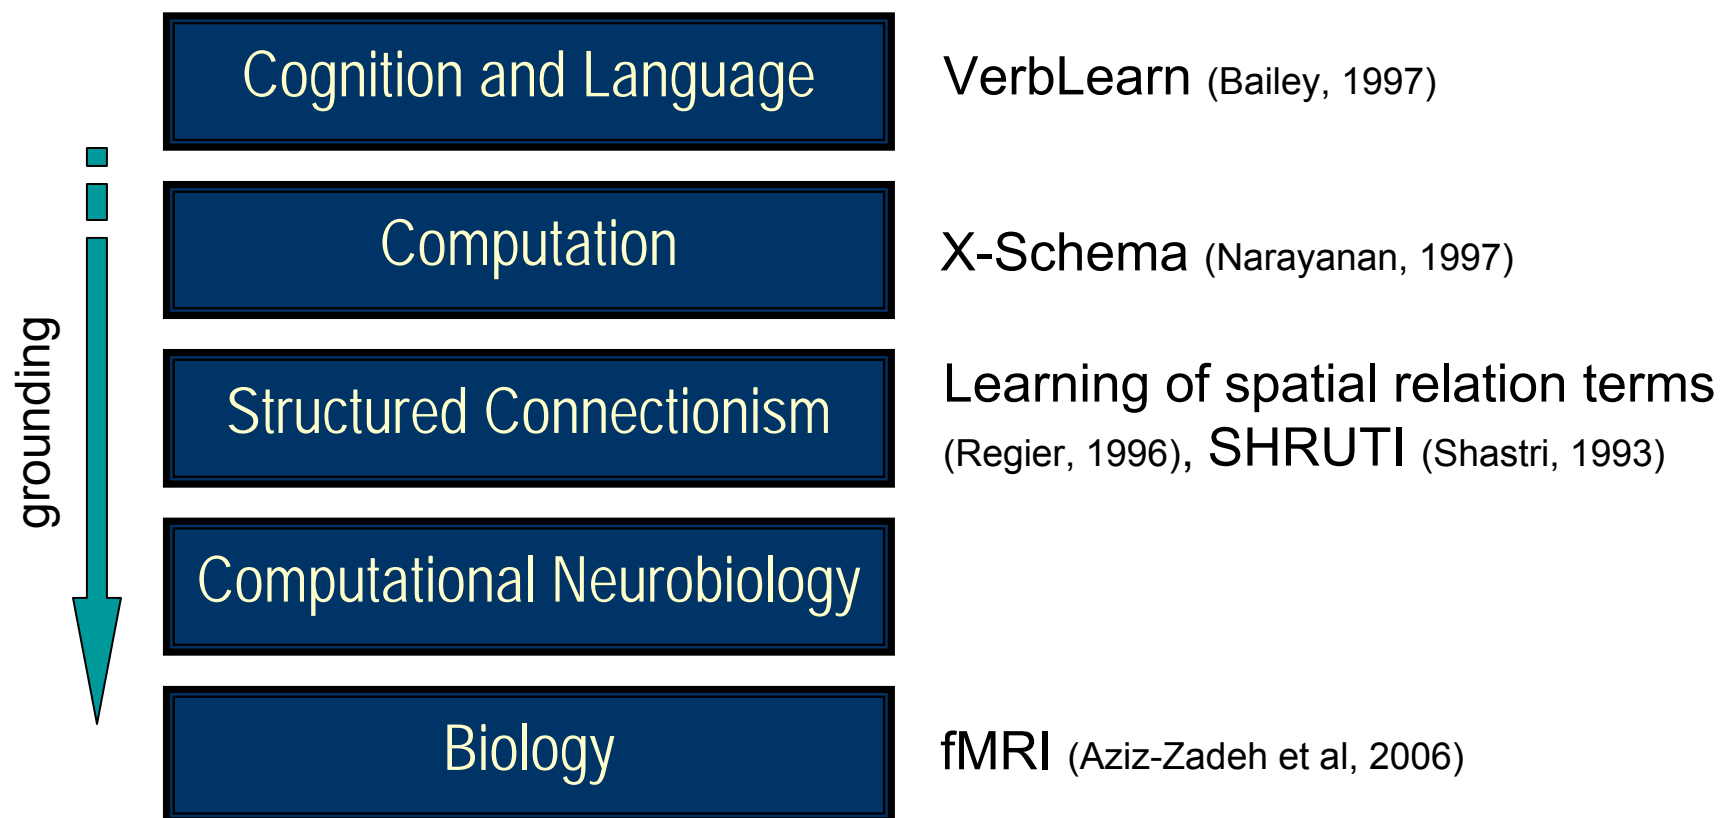 Cognition and Language
VerbLearn (Bailey, 1997)
Computation
X-Schema (Narayanan, 1997)
grounding
Structured Connectionism
Learning of spatial relation terms
(Regier, 1996), SHRUTI (Shastri, 1993)
Computational Neurobiology
Biology
fMRI (Aziz-Zadeh et al, 2006)